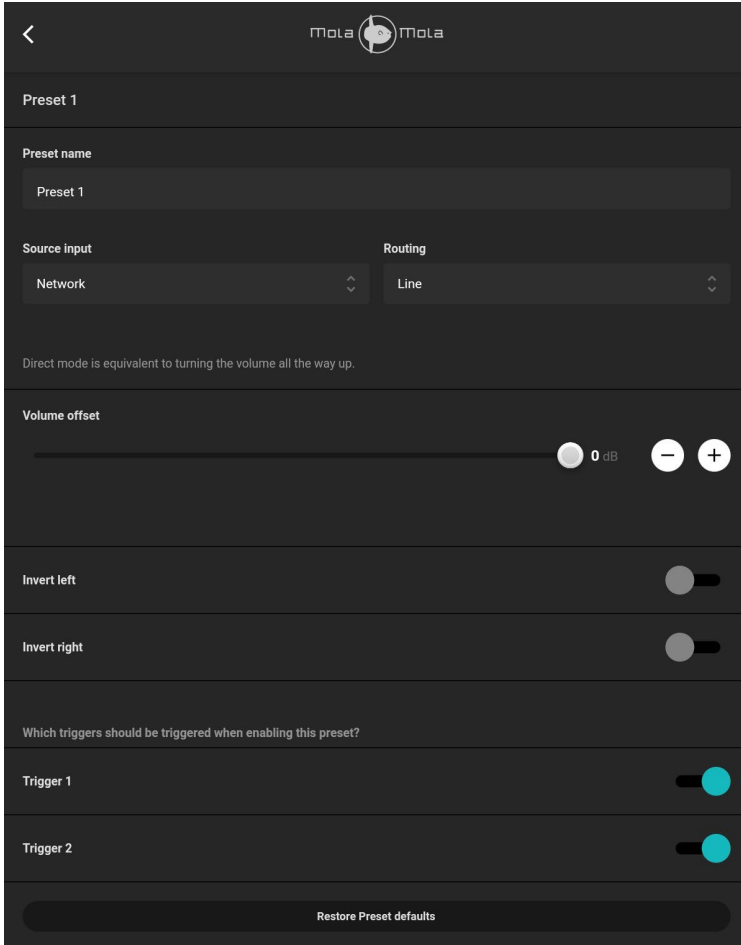 mola mola
Preset 1
Preset name
Preset 1
Source input Routing
Network Line
Direct mode is equivalent to turning the volume all the way up.
Volume offset
0 dB
Invert left
Invert right
Which triggers should be triggered when enabling this preset?
Trigger 1
Trigger 2
Restore Preset defaults